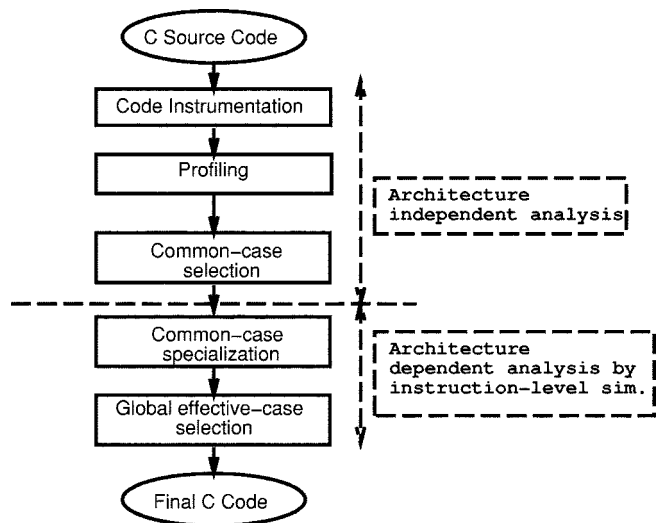 C Source Code
Code Instrumentation
Profiling
Architecture
independent analysis
Common-case
selection
Common-case
specialization
Architecture
dependent analysis by
instruction-level sim.
Global effective-case
selection
Final C Code